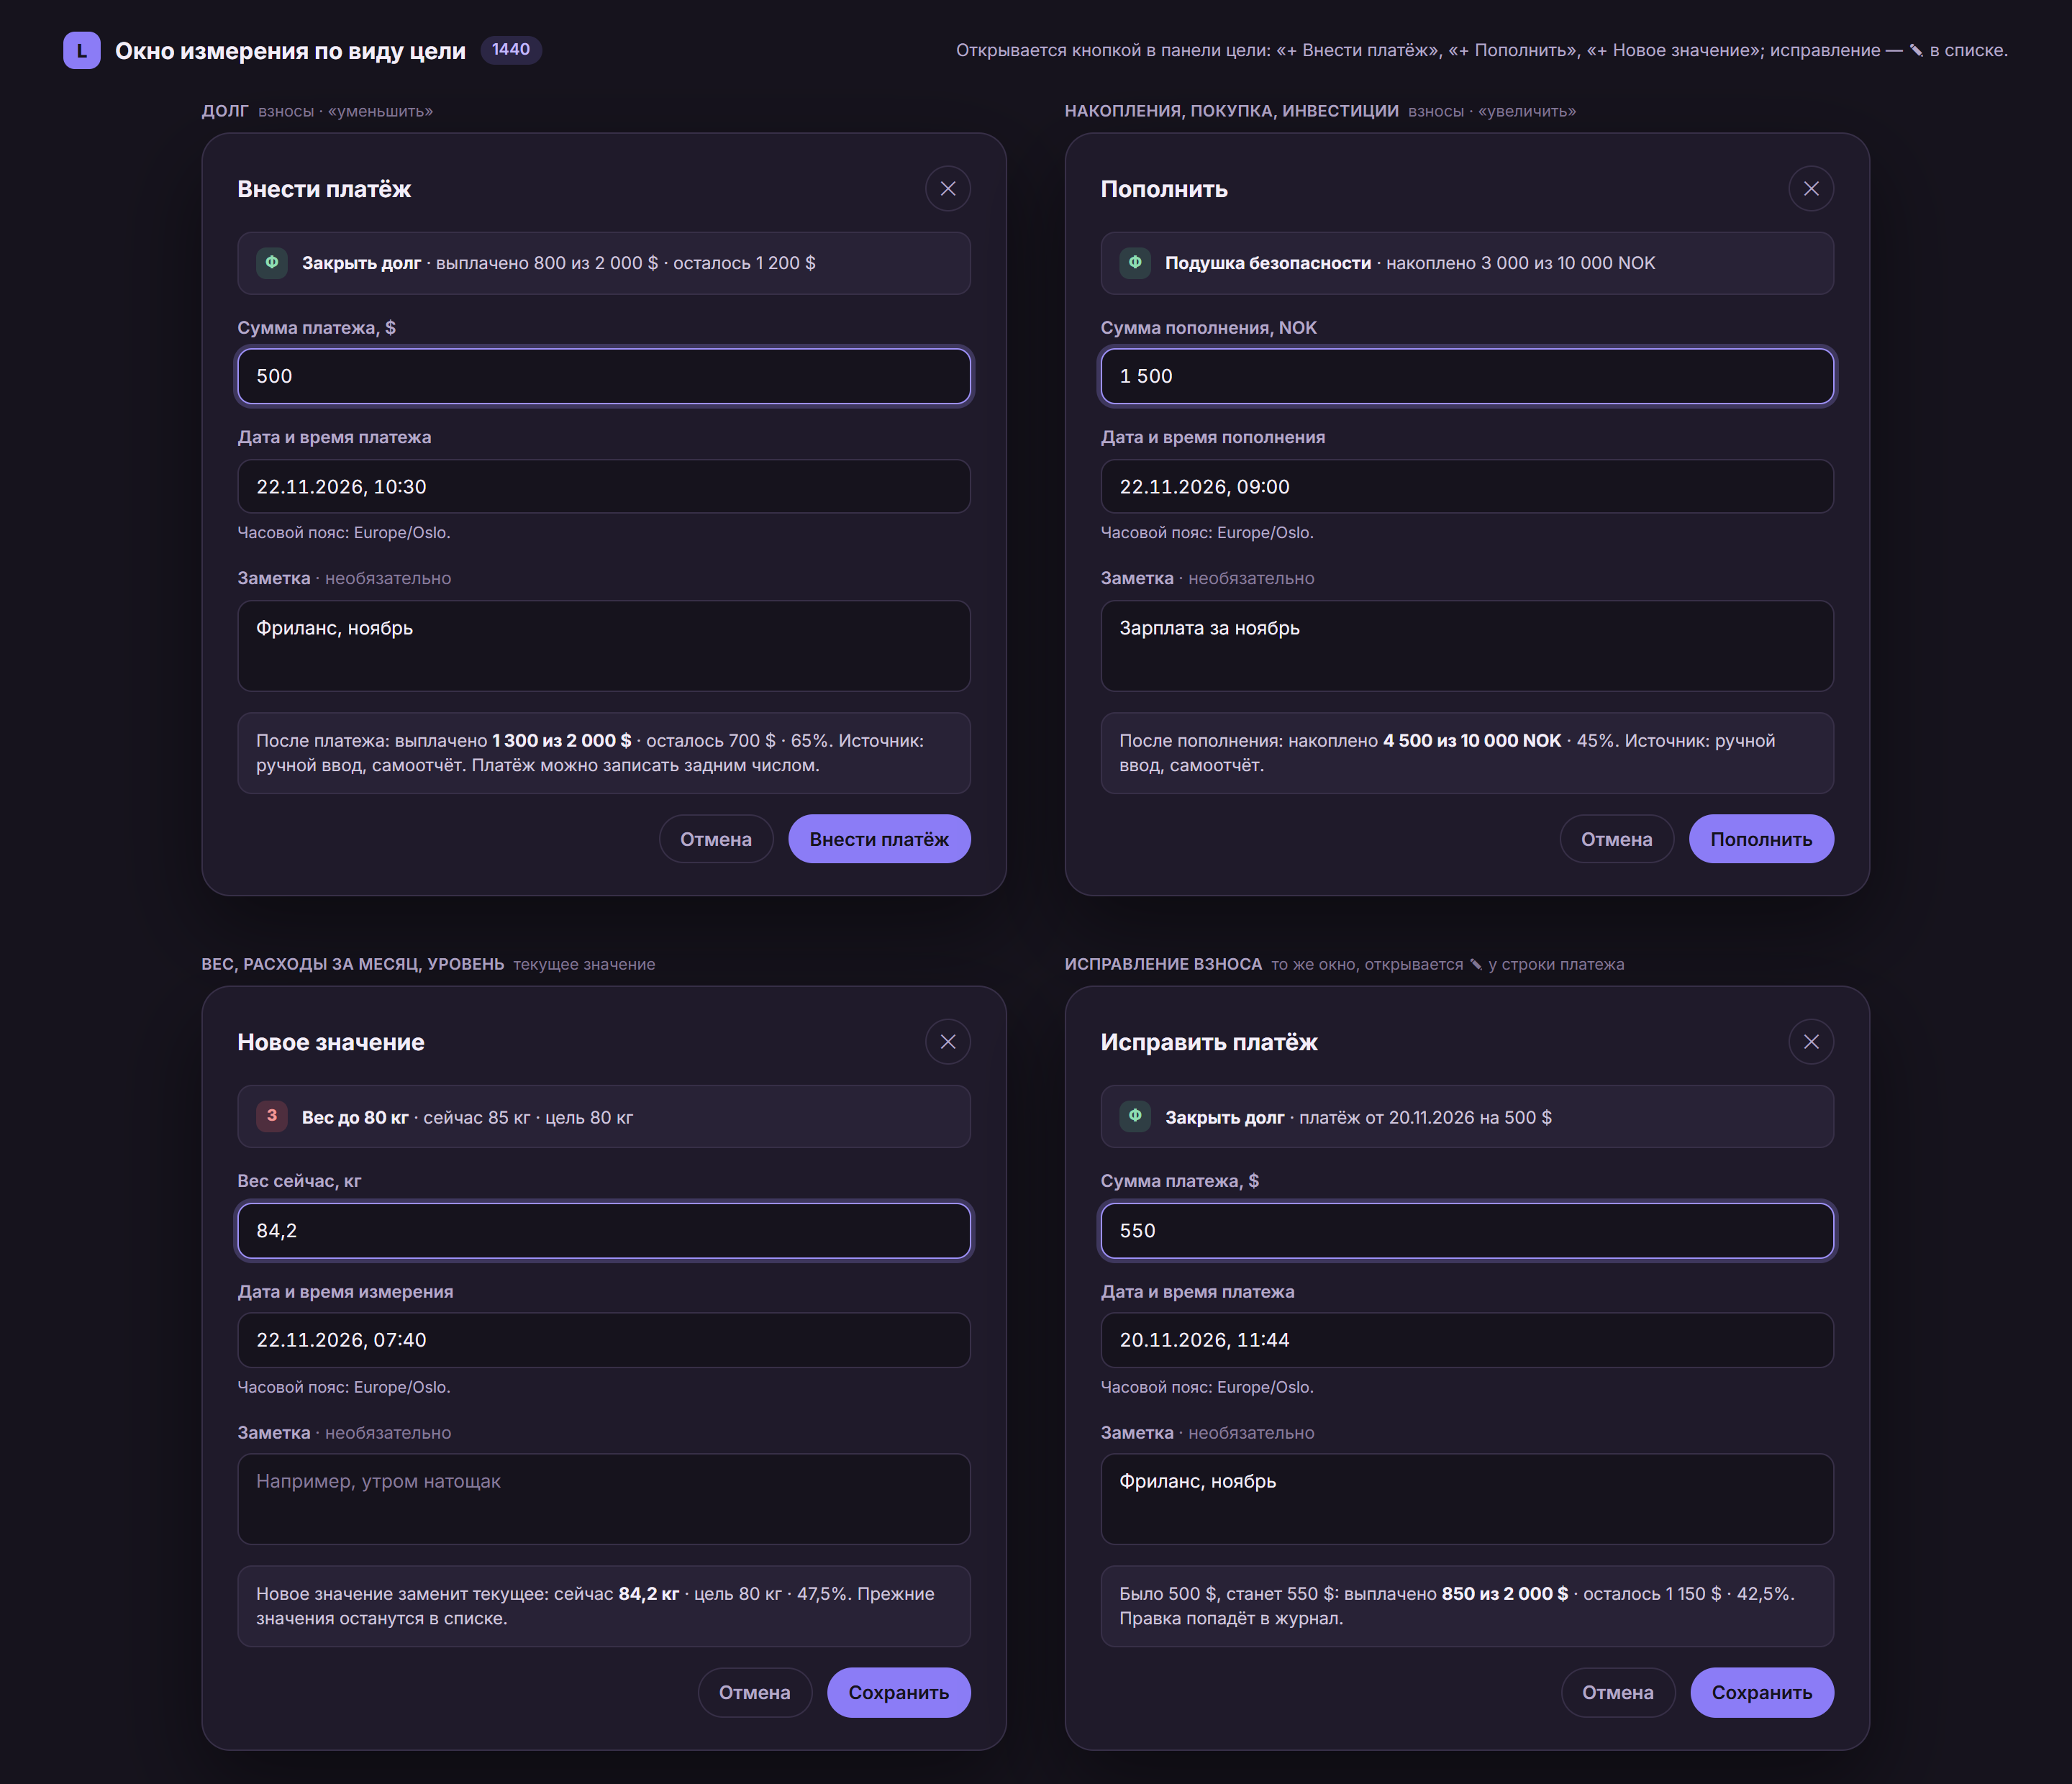 L Окно измерения по виду цели 1440
Открывается кнопкой в панели цели: «+ Внести платёж», «+ Пополнить», «+ Новое значение»; исправление — ✎ в списке.
ДОЛГ взносы · «уменьшить»
Внести платёж
Ф Закрыть долг · выплачено 800 из 2 000 $ · осталось 1 200 $
Сумма платежа, $
500
Дата и время платежа
22.11.2026, 10:30
Часовой пояс: Europe/Oslo.
Заметка · необязательно
Фриланс, ноябрь
После платежа: выплачено 1 300 из 2 000 $ · осталось 700 $ · 65%. Источник:
ручной ввод, самоотчёт. Платёж можно записать задним числом.
Отмена Внести платёж
НАКОПЛЕНИЯ, ПОКУПКА, ИНВЕСТИЦИИ взносы · «увеличить»
Пополнить
Ф Подушка безопасности · накоплено 3 000 из 10 000 NOK
Сумма пополнения, NOK
1 500
Дата и время пополнения
22.11.2026, 09:00
Часовой пояс: Europe/Oslo.
Заметка · необязательно
Зарплата за ноябрь
После пополнения: накоплено 4 500 из 10 000 NOK · 45%. Источник: ручной
ввод, самоотчёт.
Отмена Пополнить
ВЕС, РАСХОДЫ ЗА МЕСЯЦ, УРОВЕНЬ текущее значение
Новое значение
З Вес до 80 кг · сейчас 85 кг · цель 80 кг
Вес сейчас, кг
84,2
Дата и время измерения
22.11.2026, 07:40
Часовой пояс: Europe/Oslo.
Заметка · необязательно
Например, утром натощак
Новое значение заменит текущее: сейчас 84,2 кг · цель 80 кг · 47,5%. Прежние
значения останутся в списке.
Отмена Сохранить
ИСПРАВЛЕНИЕ ВЗНОСА то же окно, открывается ✎ у строки платежа
Исправить платёж
Ф Закрыть долг · платёж от 20.11.2026 на 500 $
Сумма платежа, $
550
Дата и время платежа
20.11.2026, 11:44
Часовой пояс: Europe/Oslo.
Заметка · необязательно
Фриланс, ноябрь
Было 500 $, станет 550 $: выплачено 850 из 2 000 $ · осталось 1 150 $ · 42,5%.
Правка попадёт в журнал.
Отмена Сохранить